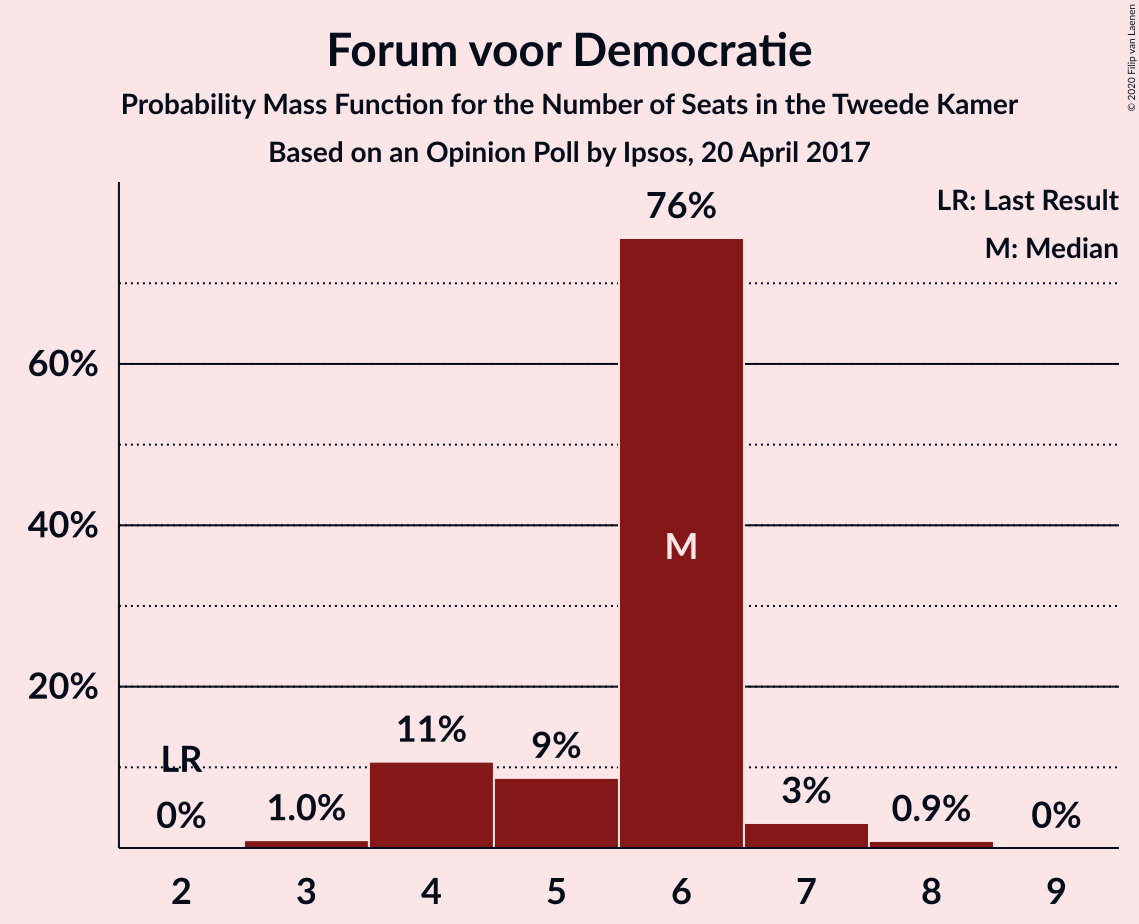 Forum voor Democratie
Probability Mass Function for the Number of Seats in the Tweede Kamer
Based on an Opinion Poll by Ipsos, 20 April 2017
© 2020 Filip van Laenen
LR: Last Result
M: Median
76%
60%
40%
M
20%
11%
9%
LR
3%
0%
1.0%
0.9%
0%
2 3 4 5 6 7 8 9